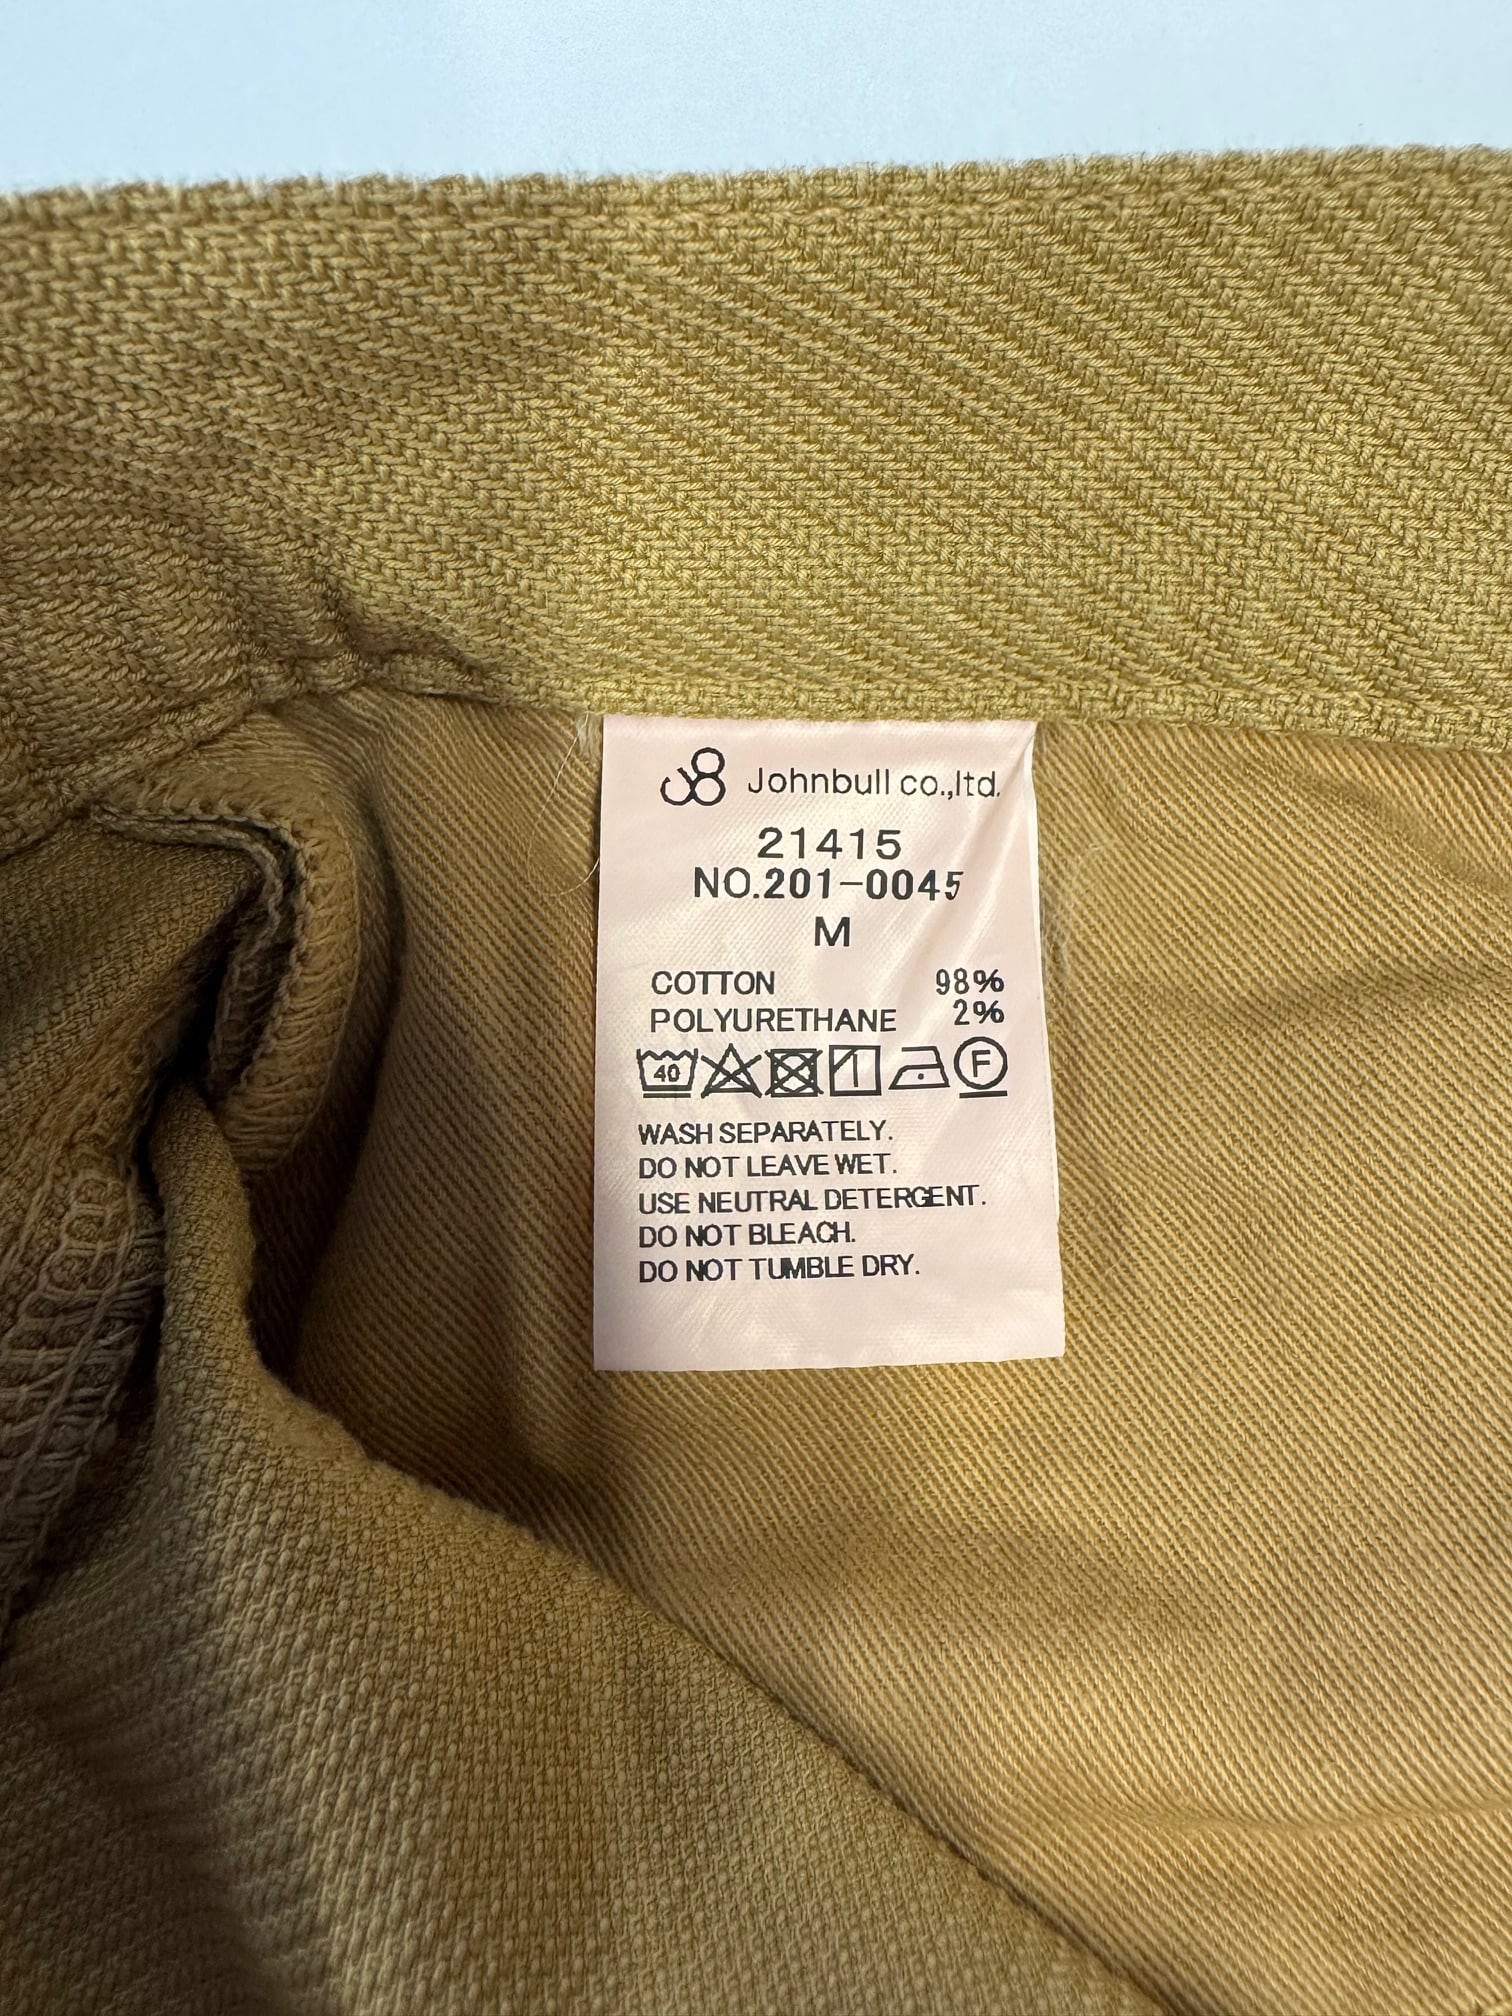 Johnbull co.,ltd.
21415
NO.201-0045
M
COTTON 98%
POLYURETHANE 2%
40 F
WASH SEPARATELY.
DO NOT LEAVE WET.
USE NEUTRAL DETERGENT.
DO NOT BLEACH.
DO NOT TUMBLE DRY.